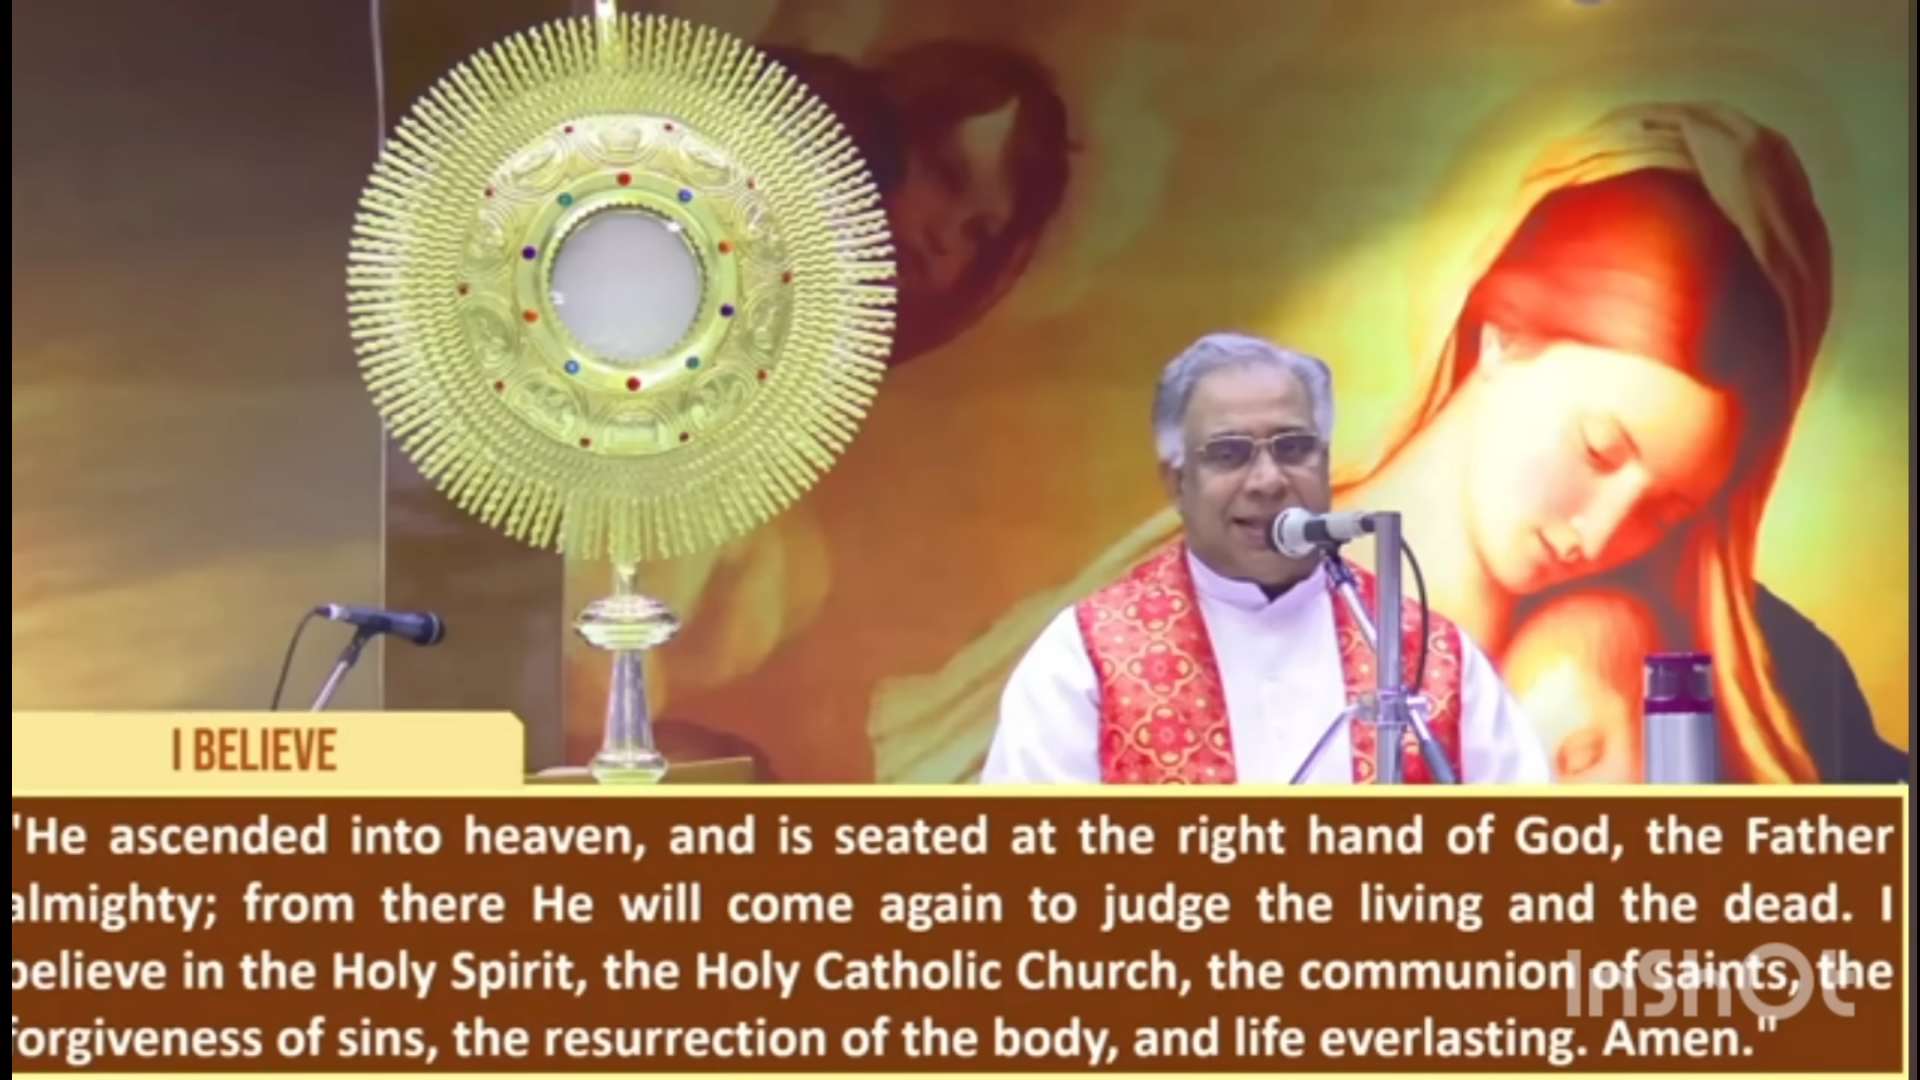 I BELIEVE
"He ascended into heaven, and is seated at the right hand of God, the Father
almighty; from there He will come again to judge the living and the dead. I
believe in the Holy Spirit, the Holy Catholic Church, the communion of saints, the
forgiveness of sins, the resurrection of the body, and life everlasting. Amen."
InShOt